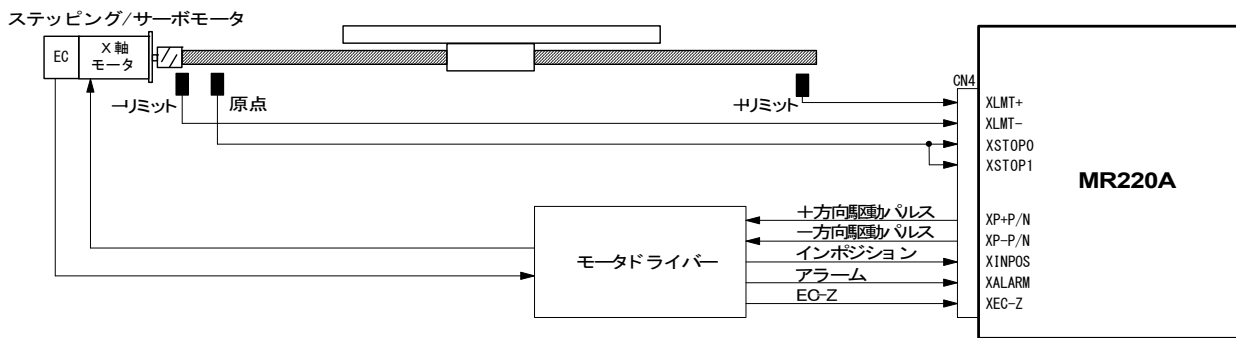 ステッピング/サーボモータ
EC
X軸
モータ
ーリミット
原点
+リミット
CN4
XLMT+
XLMT-
XSTOP0
XSTOP1
MR220A
モータドライバー
+方向駆動パルス
XP+P/N
ー方向駆動パルス
XP-P/N
インポジション
XINPOS
アラーム
XALARM
EC-Z
XEC-Z